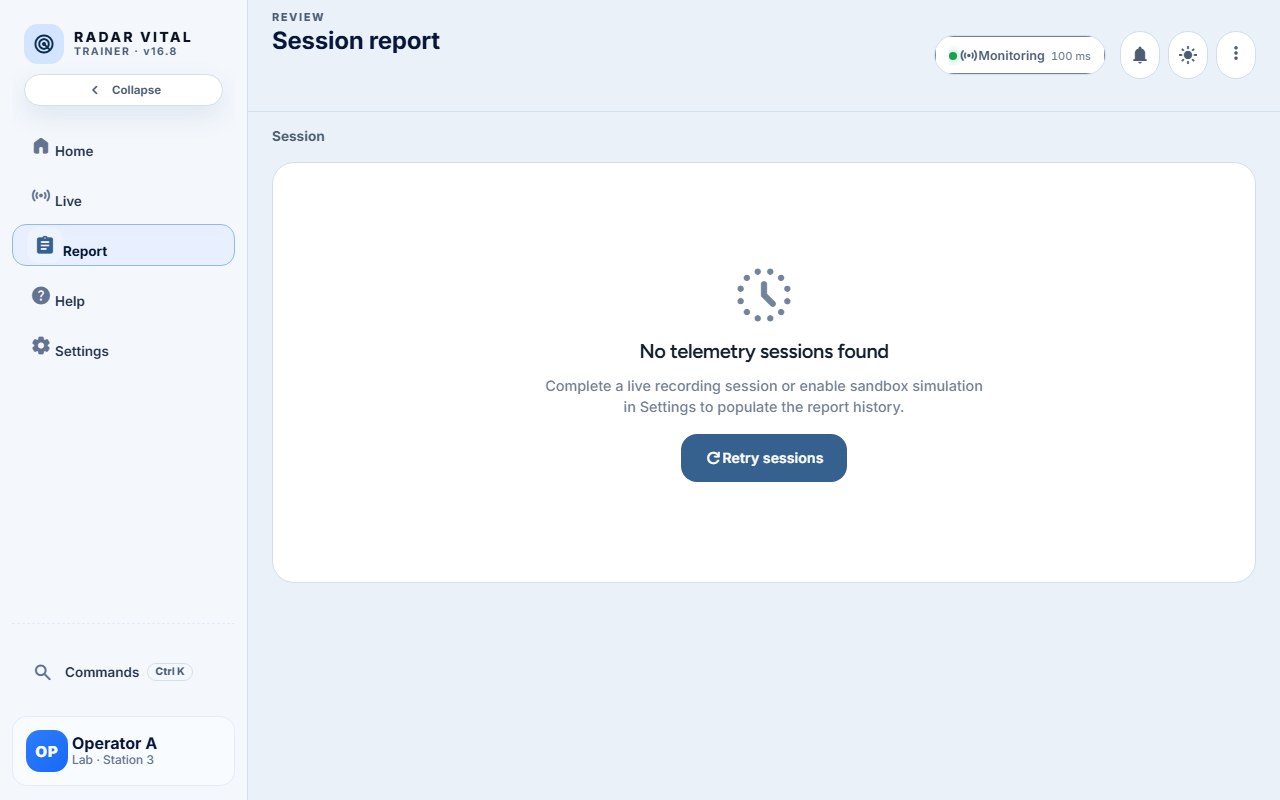 RADAR VITAL
TRAINER · v16.8
Collapse
Home
Live
Report
Help
Settings
Commands Ctrl K
OP
Operator A
Lab · Station 3
REVIEW
Session report
Monitoring 100 ms
Session
No telemetry sessions found
Complete a live recording session or enable sandbox simulation
in Settings to populate the report history.
Retry sessions